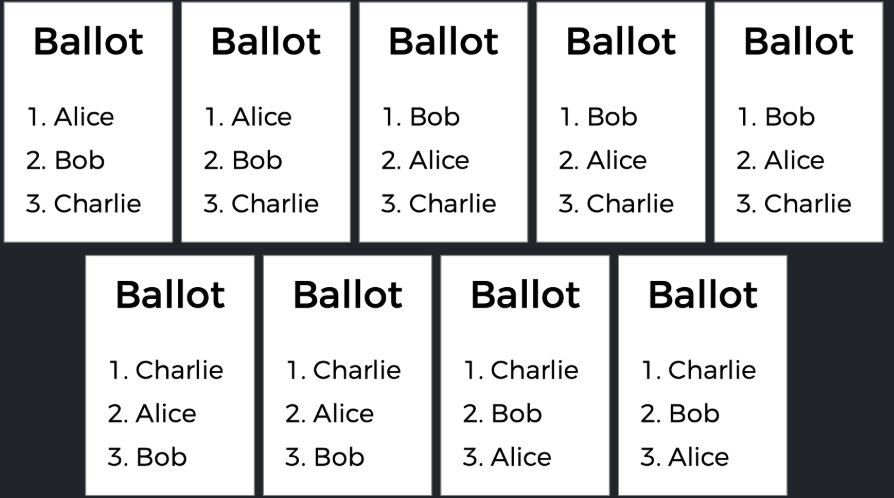 Ballot
1. Alice
2. Bob
3. Charlie
Ballot
1. Alice
2. Bob
3. Charlie
Ballot
1. Bob
2. Alice
3. Charlie
Ballot
1. Bob
2. Alice
3. Charlie
Ballot
1. Bob
2. Alice
3. Charlie
Ballot
1. Charlie
2. Alice
3. Bob
Ballot
1. Charlie
2. Alice
3. Bob
Ballot
1. Charlie
2. Bob
3. Alice
Ballot
1. Charlie
2. Bob
3. Alice